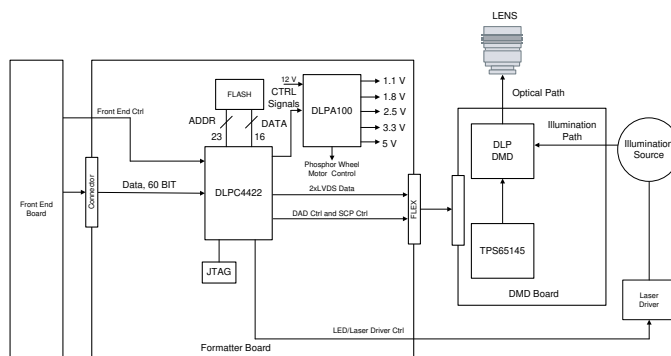 LENS
12 V
CTRL
Signals
FLASH
DLPA100
1.1 V
1.8 V
2.5 V
3.3 V
5 V
Optical Path
Front End Ctrl
ADDR
DATA
23
16
Illumination
Path
DLP
DMD
Illumination
Source
Phosphor Wheel
Motor Control
Front End
Board
Connector
Data, 60 BIT
DLPC4422
2xLVDS Data
FLEX
DAD Ctrl and SCP Ctrl
TPS65145
JTAG
DMD Board
Laser
Driver
LED/Laser Driver Ctrl
Formatter Board